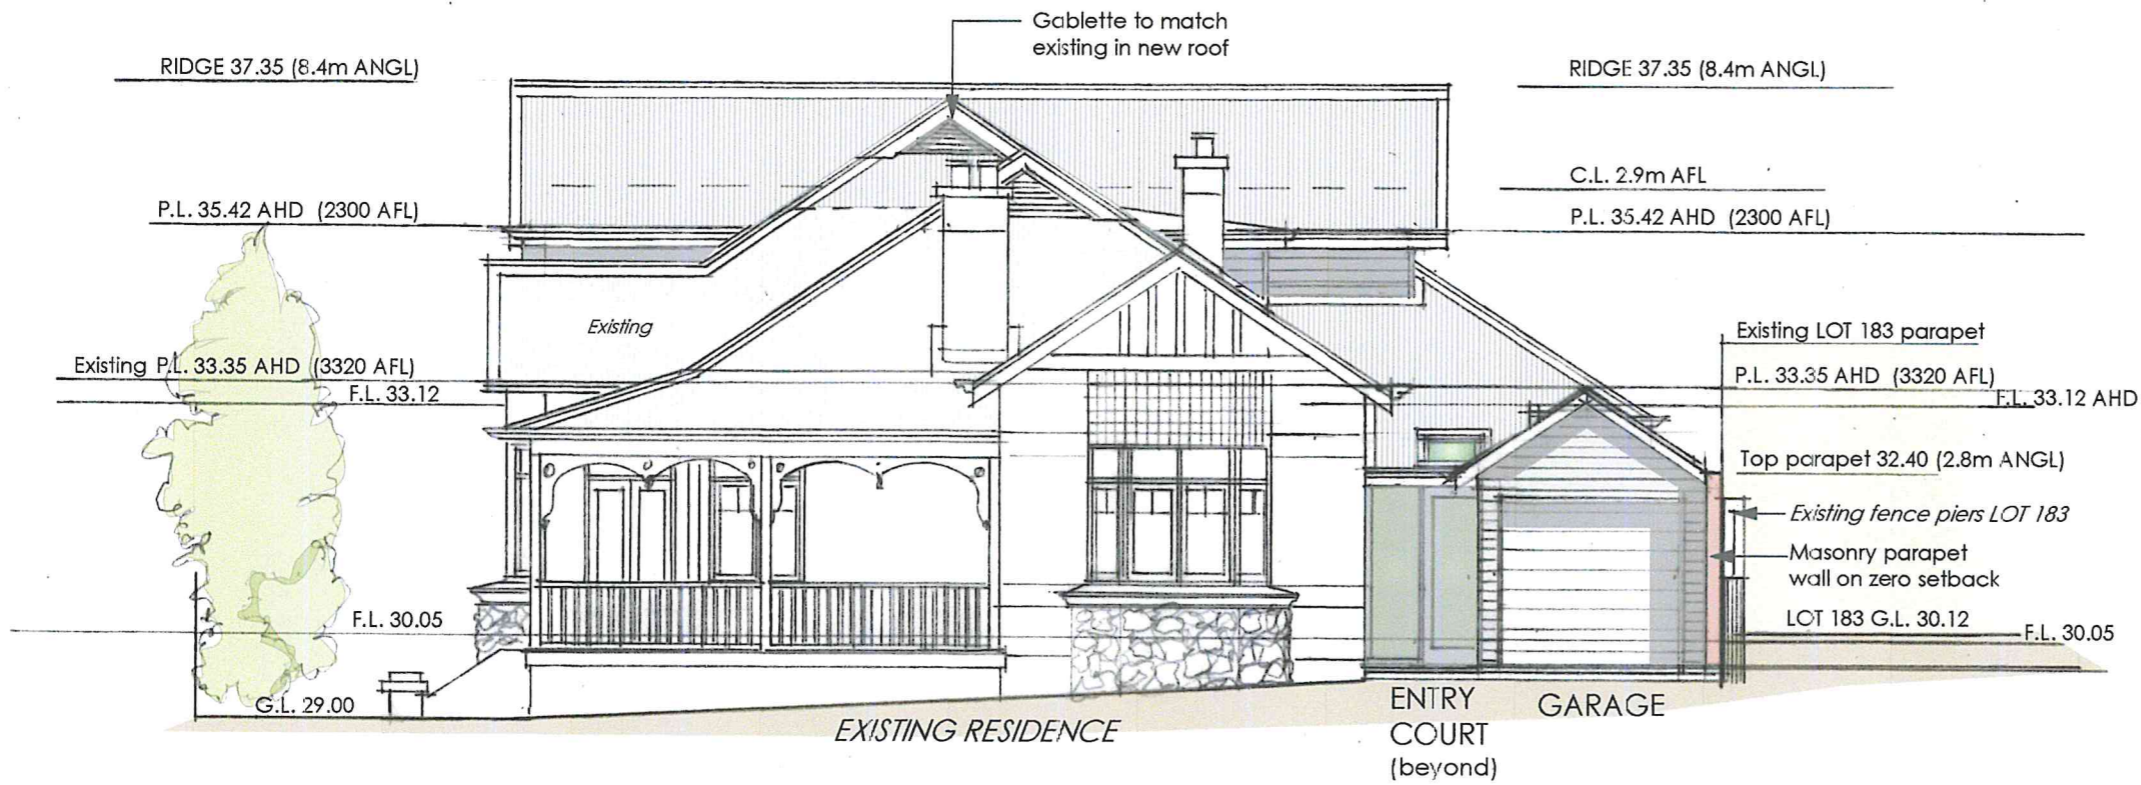 Gablette to match
existing in new roof
RIDGE 37.35 (8.4m ANGL)
RIDGE 37.35 (8.4m ANGL)
C.L. 2.9m AFL
P.L. 35.42 AHD (2300 AFL)
P.L. 35.42 AHD (2300 AFL)
Existing
Existing LOT 183 parapet
Existing P.L. 33.35 AHD (3320 AFL)
P.L. 33.35 AHD (3320 AFL)
F.L. 33.12
F.L. 33.12 AHD
Top parapet 32.40 (2.8m ANGL)
Existing fence piers LOT 183
Masonry parapet
wall on zero setback
F.L. 30.05
LOT 183 G.L. 30.12
F.L. 30.05
G.L. 29.00
EXISTING RESIDENCE
ENTRY
COURT
(beyond)
GARAGE